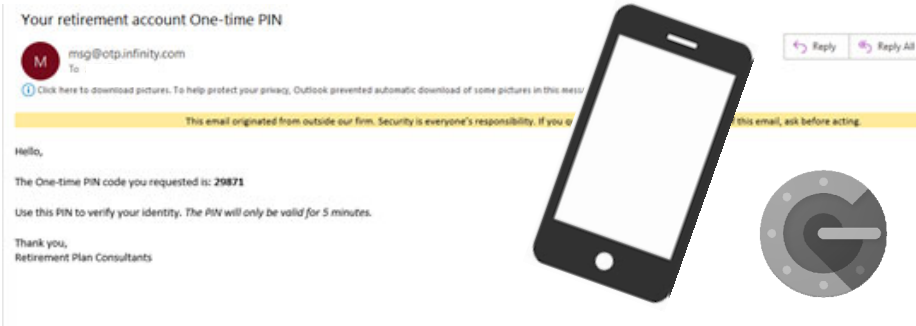 Your retirement account One-time PIN
M
msg@otp.infinity.com
To
Reply
Reply All
Click here to download pictures. To help protect your privacy, Outlook prevented automatic download of some pictures in this
This email originated from outside our firm. Security is everyone's responsibility. If you this email, ask before acting.
Hello,
The One-time PIN code you requested is: 29871
Use this PIN to verify your identity. The PIN will only be valid for 5 minutes.
Thank you,
Retirement Plan Consultants